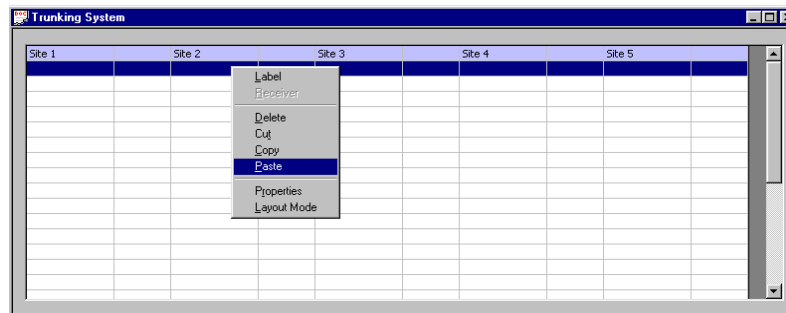 Trunking System
Site 1 Site 2 Site 3 Site 4 Site 5
Label
Receiver
Delete
Cut
Copy
Paste
Properties
Layout Mode